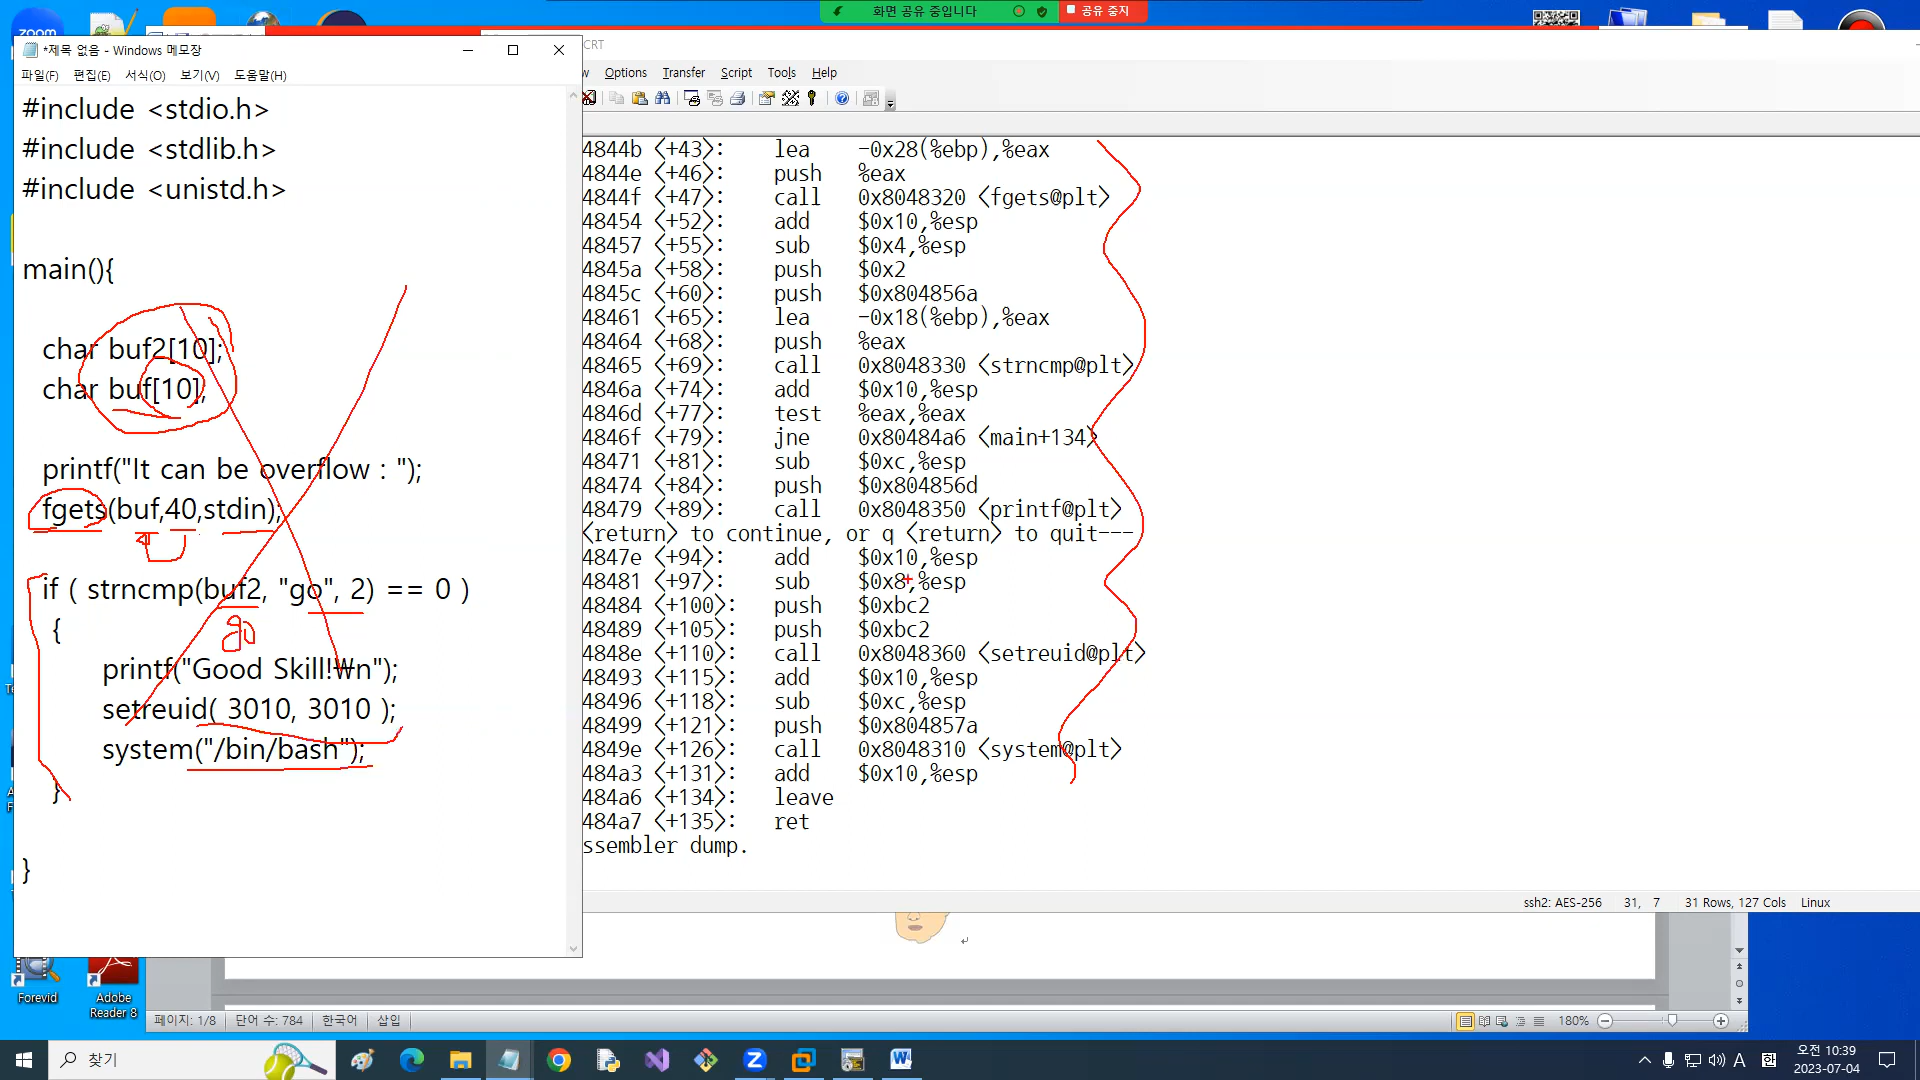 zoom
화면 공유 중입니다
공유 중지
*제목 없음 - Windows 메모장
파일(F) 편집(E) 서식(O) 보기(V) 도움말(H)
#include <stdio.h>
#include <stdlib.h>
#include <unistd.h>
main(){
char buf2[10];
char buf[10];
printf("It can be overflow : ");
fgets(buf,40,stdin);
if ( strncmp(buf2, "go", 2) == 0 )
{
go
printf("Good Skill!₩n");
setreuid( 3010, 3010 );
system("/bin/bash");
}
}
CRT
w Options Transfer Script Tools Help
4844b <+43>: lea -0x28(%ebp),%eax
4844e <+46>: push %eax
4844f <+47>: call 0x8048320 <fgets@plt>
48454 <+52>: add $0x10,%esp
48457 <+55>: sub $0x4,%esp
4845a <+58>: push $0x2
4845c <+60>: push $0x804856a
48461 <+65>: lea -0x18(%ebp),%eax
48464 <+68>: push %eax
48465 <+69>: call 0x8048330 <strncmp@plt>
4846a <+74>: add $0x10,%esp
4846d <+77>: test %eax,%eax
4846f <+79>: jne 0x80484a6 <main+134>
48471 <+81>: sub $0xc,%esp
48474 <+84>: push $0x804856d
48479 <+89>: call 0x8048350 <printf@plt>
<return> to continue, or q <return> to quit---
4847e <+94>: add $0x10,%esp
48481 <+97>: sub $0x8,%esp
48484 <+100>: push $0xbc2
48489 <+105>: push $0xbc2
4848e <+110>: call 0x8048360 <setreuid@plt>
48493 <+115>: add $0x10,%esp
48496 <+118>: sub $0xc,%esp
48499 <+121>: push $0x804857a
4849e <+126>: call 0x8048310 <system@plt>
484a3 <+131>: add $0x10,%esp
484a6 <+134>: leave
484a7 <+135>: ret
ssembler dump.
ssh2: AES-256 31, 7 31 Rows, 127 Cols Linux
Forevid
Adobe
Reader 8
페이지: 1/8 단어 수: 784 한국어 삽입
180%
찾기
A 한
오전 10:39
2023-07-04